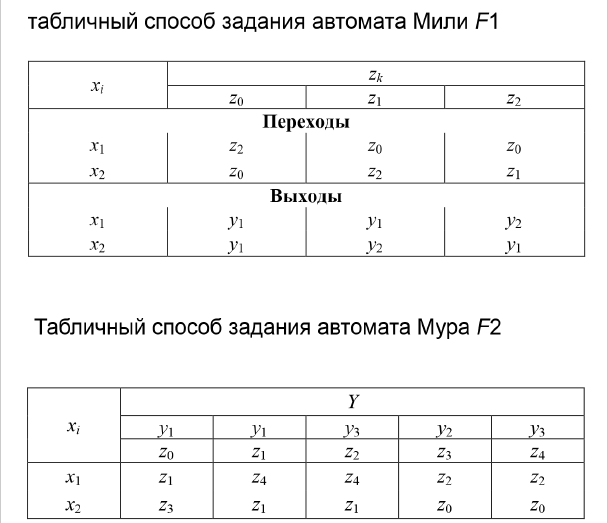 табличный способ задания автомата Мили F1
xi zk
z0 z1 z2
Переходы
x1 z2 z0 z0
x2 z0 z2 z1
Выходы
x1 y1 y1 y2
x2 y1 y2 y1
Табличный способ задания автомата Мура F2
xi Y
y1 y1 y3 y2 y3
z0 z1 z2 z3 z4
x1 z1 z4 z4 z2 z2
x2 z3 z1 z1 z0 z0